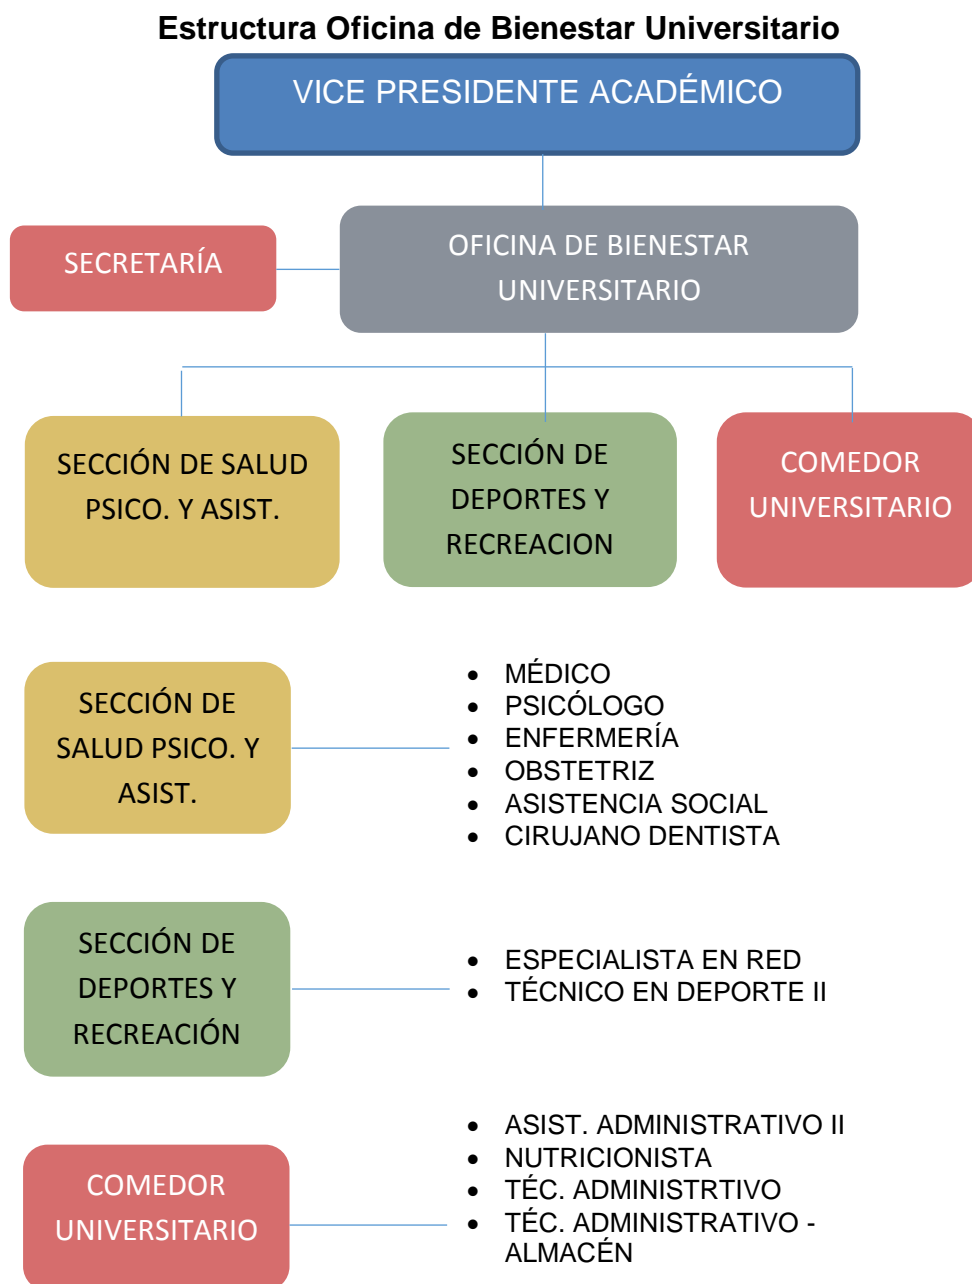 Estructura Oficina de Bienestar Universitario
VICE PRESIDENTE ACADÉMICO
SECRETARÍA
OFICINA DE BIENESTAR
UNIVERSITARIO
SECCIÓN DE SALUD
PSICO. Y ASIST.
SECCIÓN DE
DEPORTES Y
RECREACION
COMEDOR
UNIVERSITARIO
SECCIÓN DE
SALUD PSICO. Y
ASIST.
• MÉDICO
• PSICÓLOGO
• ENFERMERÍA
• OBSTETRIZ
• ASISTENCIA SOCIAL
• CIRUJANO DENTISTA
SECCIÓN DE
DEPORTES Y
RECREACIÓN
• ESPECIALISTA EN RED
• TÉCNICO EN DEPORTE II
COMEDOR
UNIVERSITARIO
• ASIST. ADMINISTRATIVO II
• NUTRICIONISTA
• TÉC. ADMINISTRTIVO
• TÉC. ADMINISTRATIVO -
ALMACÉN